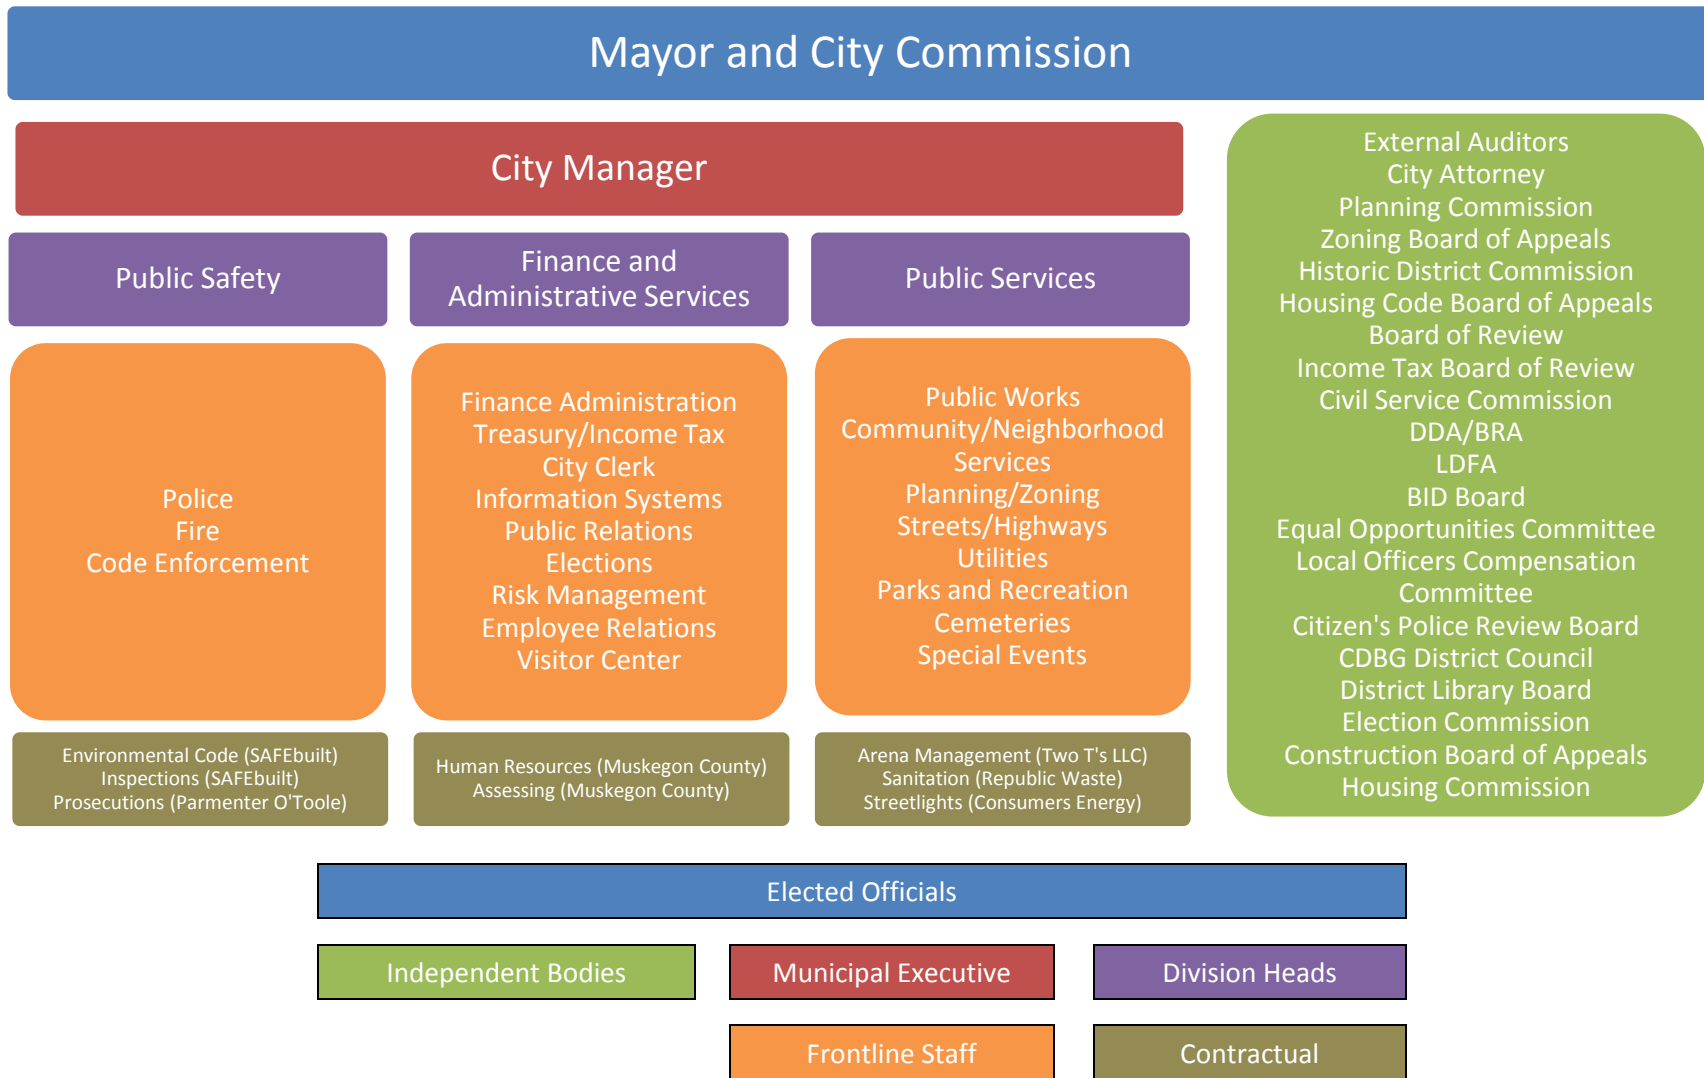 Mayor and City Commission
City Manager
Public Safety
Finance and
Administrative Services
Public Services
Police
Fire
Code Enforcement
Finance Administration
Treasury/Income Tax
City Clerk
Information Systems
Public Relations
Elections
Risk Management
Employee Relations
Visitor Center
Public Works
Community/Neighborhood
Services
Planning/Zoning
Streets/Highways
Utilities
Parks and Recreation
Cemeteries
Special Events
Environmental Code (SAFEbuilt)
Inspections (SAFEbuilt)
Prosecutions (Parmenter O'Toole)
Human Resources (Muskegon County)
Assessing (Muskegon County)
Arena Management (Two T's LLC)
Sanitation (Republic Waste)
Streetlights (Consumers Energy)
External Auditors
City Attorney
Planning Commission
Zoning Board of Appeals
Historic District Commission
Housing Code Board of Appeals
Board of Review
Income Tax Board of Review
Civil Service Commission
DDA/BRA
LDFA
BID Board
Equal Opportunities Committee
Local Officers Compensation
Committee
Citizen's Police Review Board
CDBG District Council
District Library Board
Election Commission
Construction Board of Appeals
Housing Commission
Elected Officials
Independent Bodies
Municipal Executive
Division Heads
Frontline Staff
Contractual